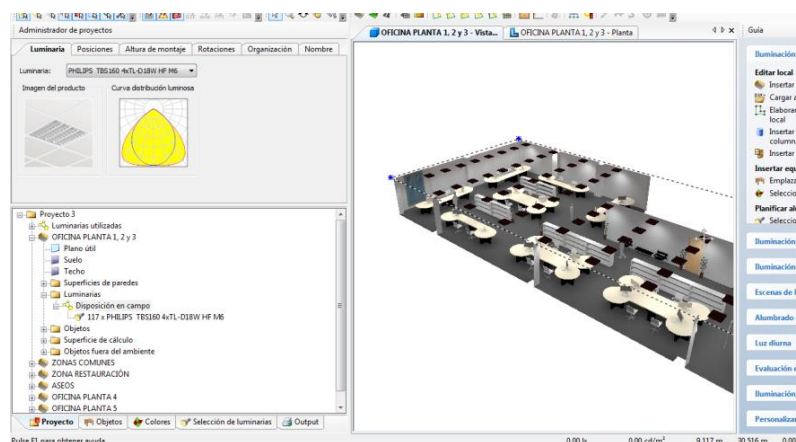 Administrador de proyectos
Luminaria
Posiciones
Altura de montaje
Rotaciones
Organización
Nombre
Luminaria:
PHILIPS TBS160 4xTL-D18W HF M6
Imagen del producto
Curva distribución luminosa
Proyecto 3
Luminarias utilizadas
OFICINA PLANTA 1, 2 y 3
Plano útil
Suelo
Techo
Superficies de paredes
Luminarias
Disposición en campo
117 x PHILIPS TBS160 4xTL-D18W HF M6
Objetos
Superficie de cálculo
Objetos fuera del ambiente
ZONAS COMUNES
ZONA RESTAURACIÓN
ASEOS
OFICINA PLANTA 4
OFICINA PLANTA 5
Proyecto
Objetos
Colores
Selección de luminarias
Output
Pulse F1 para obtener ayuda.
OFICINA PLANTA 1, 2 y 3 - Vista...
OFICINA PLANTA 1, 2 y 3 - Planta
Guía
Iluminación
Editar local
Insertar
Cargar a
Elaborar
local
Insertar
column
Insertar
Insertar equ
Emplaza
Seleccio
Planificar al
Seleccio
Iluminación
Iluminación
Escenas de l
Alumbrado
Luz diurna
Evaluación e
Iluminación
Personaliza
0.00 lx
0.00 cd/m²
9.117 m
30.516 m
0.00